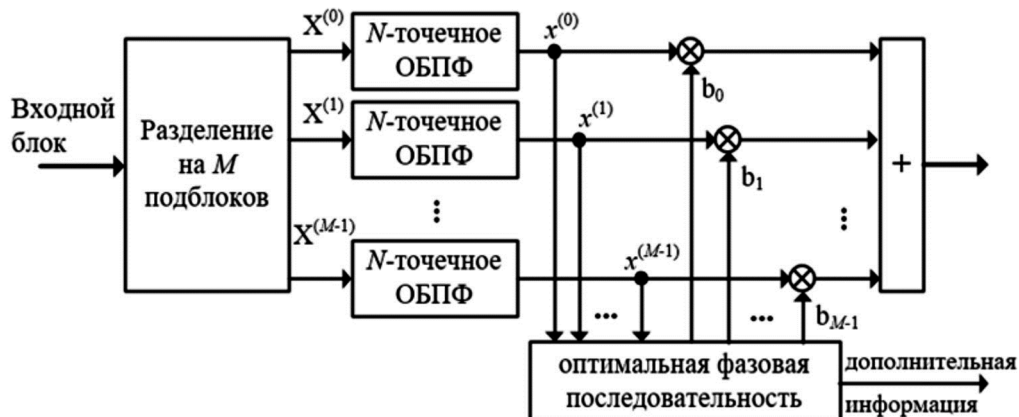 Входной
блок
Разделение
на M
подблоков
X⁽⁰⁾
N-точечное
ОБПФ
x⁽⁰⁾
b₀
X⁽¹⁾
N-точечное
ОБПФ
x⁽¹⁾
b₁
...
...
X⁽ᴹ⁻¹⁾
N-точечное
ОБПФ
x⁽ᴹ⁻¹⁾
...
...
b_M-1
+
оптимальная фазовая
последовательность
дополнительная
информация